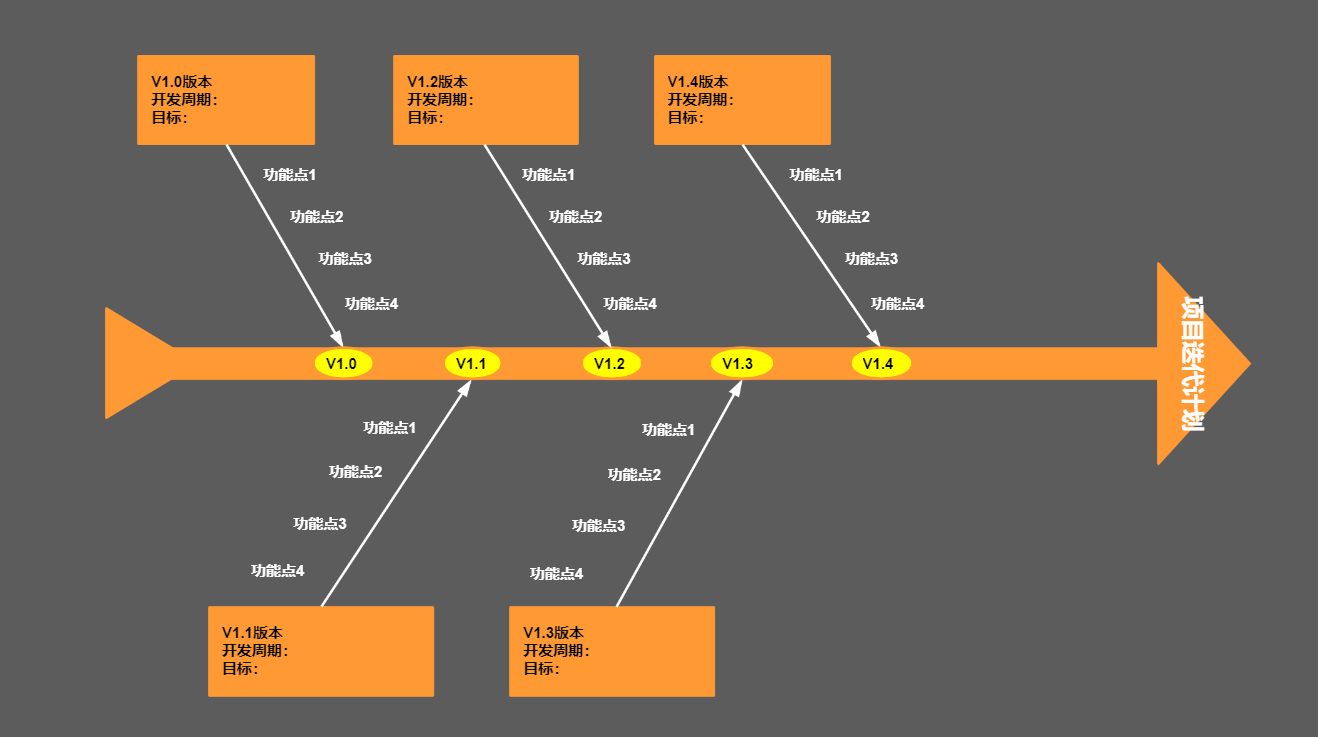 V1.0版本
开发周期：
目标：
V1.2版本
开发周期：
目标：
V1.4版本
开发周期：
目标：
功能点1
功能点2
功能点3
功能点4
功能点1
功能点2
功能点3
功能点4
功能点1
功能点2
功能点3
功能点4
V1.0
V1.1
V1.2
V1.3
V1.4
项目迭代计划
功能点1
功能点2
功能点3
功能点4
功能点1
功能点2
功能点3
功能点4
V1.1版本
开发周期：
目标：
V1.3版本
开发周期：
目标：